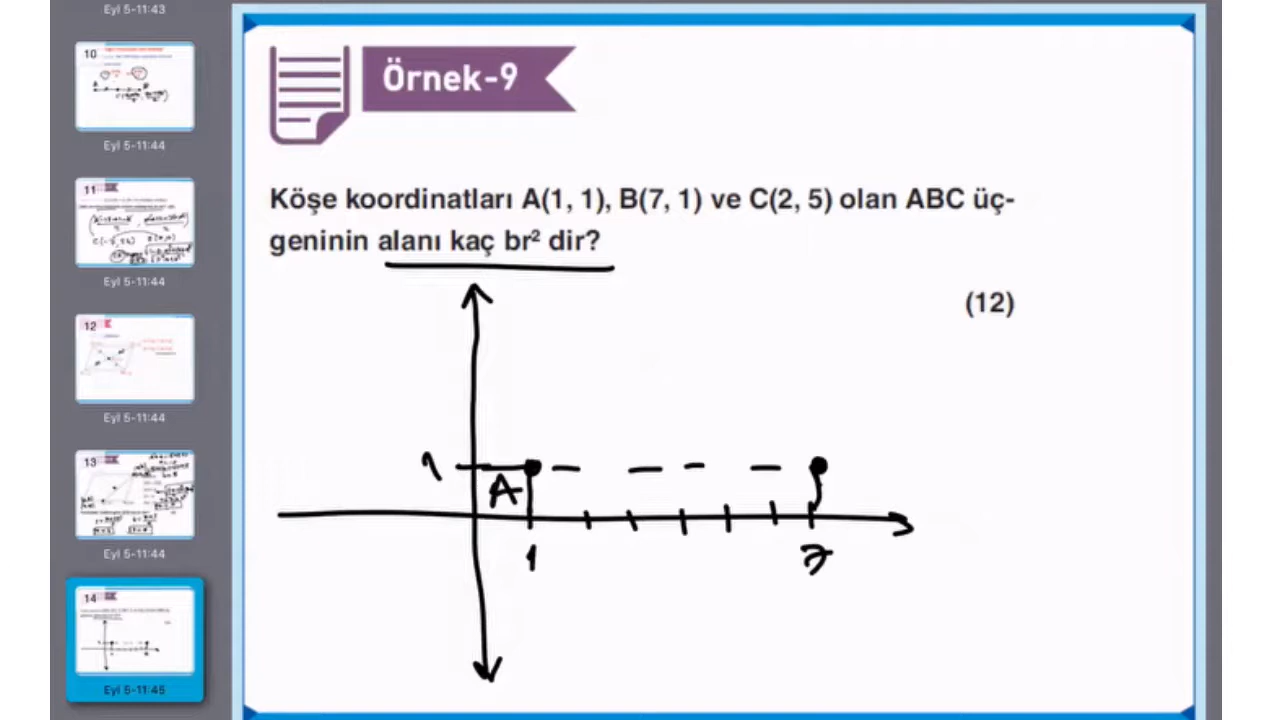 Eyl 5-11:43
10
Eyl 5-11:44
11
Eyl 5-11:44
12
Eyl 5-11:44
13
Eyl 5-11:44
14
Eyl 5-11:45
Örnek-9
Köşe koordinatları A(1, 1), B(7, 1) ve C(2, 5) olan ABC üç-
geninin alanı kaç br² dir?
(12)
1
A
1
7